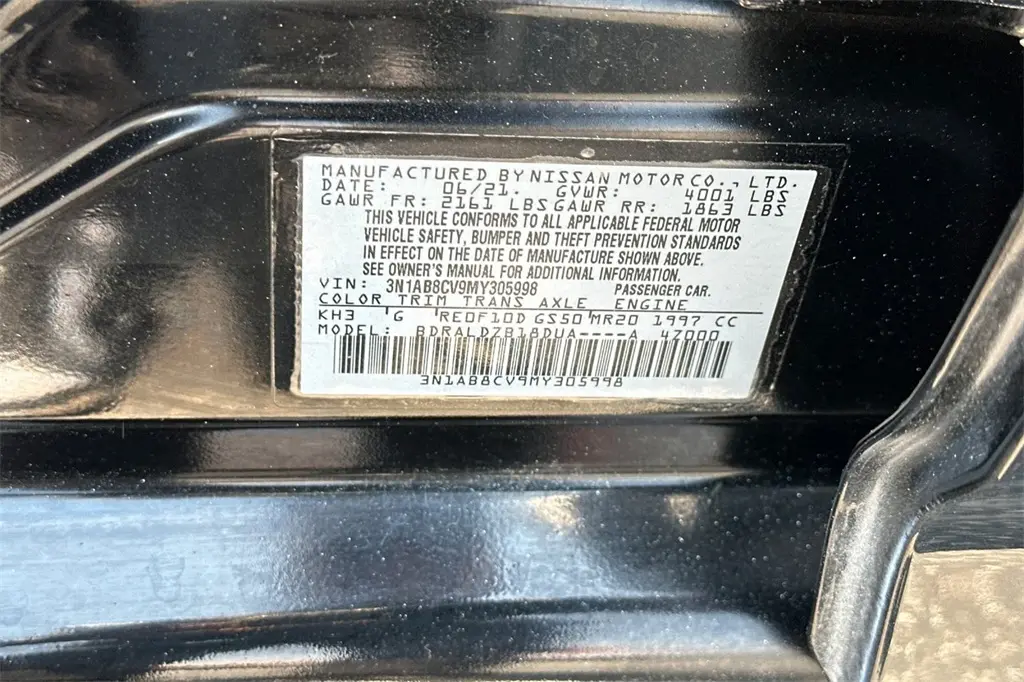 MANUFACTURED BY NISSAN MOTOR CO., LTD.
DATE: 06/21. GVWR: 4001 LBS
GAWR FR: 2161 LBS GAWR RR: 1863 LBS
THIS VEHICLE CONFORMS TO ALL APPLICABLE FEDERAL MOTOR
VEHICLE SAFETY, BUMPER AND THEFT PREVENTION STANDARDS
IN EFFECT ON THE DATE OF MANUFACTURE SHOWN ABOVE.
SEE OWNER'S MANUAL FOR ADDITIONAL INFORMATION.
VIN: 3N1AB8CV9MY305998 PASSENGER CAR.
COLOR TRIM TRANS AXLE ENGINE
KH3 'G 'RE0F10D GS50 'MR20 1997 CC
MODEL: BDRALDZB18DUA----A 47000
3N1AB8CV9MY305998